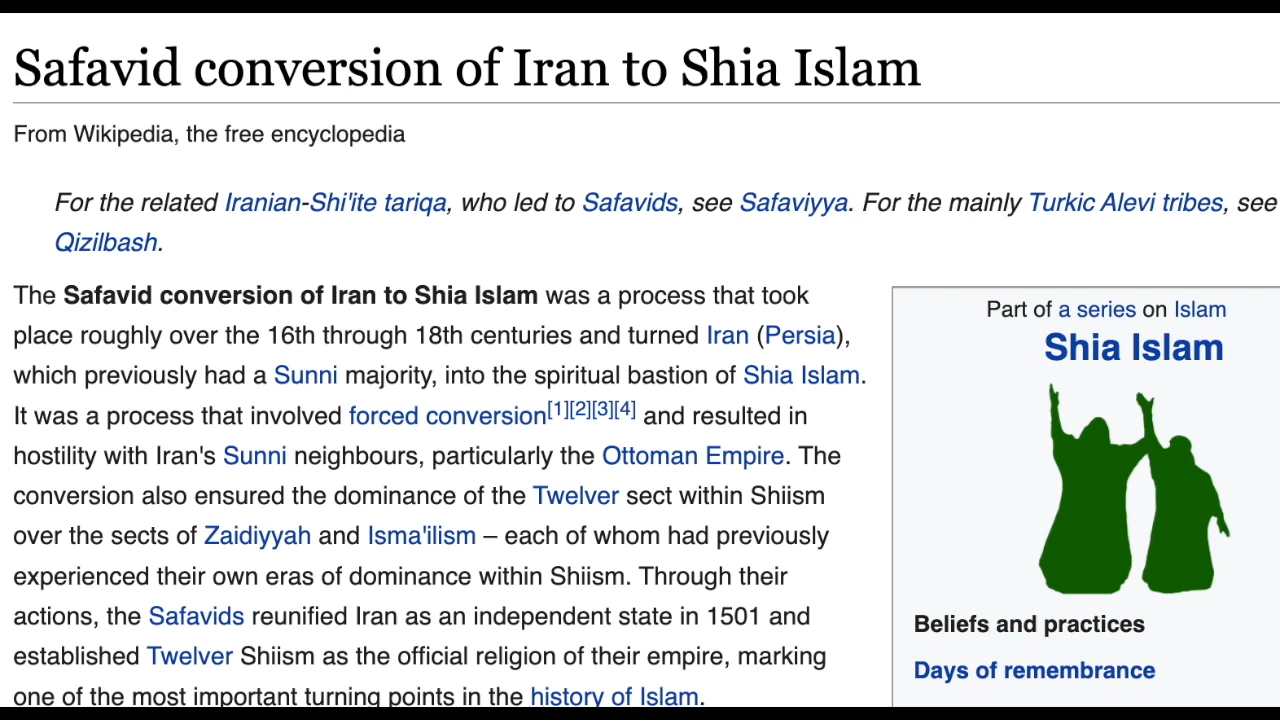 Safavid conversion of Iran to Shia Islam
From Wikipedia, the free encyclopedia
For the related Iranian-Shi'ite tariqa, who led to Safavids, see Safaviyya. For the mainly Turkic Alevi tribes, see
Qizilbash.
The Safavid conversion of Iran to Shia Islam was a process that took
place roughly over the 16th through 18th centuries and turned Iran (Persia),
which previously had a Sunni majority, into the spiritual bastion of Shia Islam.
It was a process that involved forced conversion[1][2][3][4] and resulted in
hostility with Iran's Sunni neighbours, particularly the Ottoman Empire. The
conversion also ensured the dominance of the Twelver sect within Shiism
over the sects of Zaidiyyah and Isma'ilism – each of whom had previously
experienced their own eras of dominance within Shiism. Through their
actions, the Safavids reunified Iran as an independent state in 1501 and
established Twelver Shiism as the official religion of their empire, marking
one of the most important turning points in the history of Islam.
Part of a series on Islam
Shia Islam
Beliefs and practices
Days of remembrance